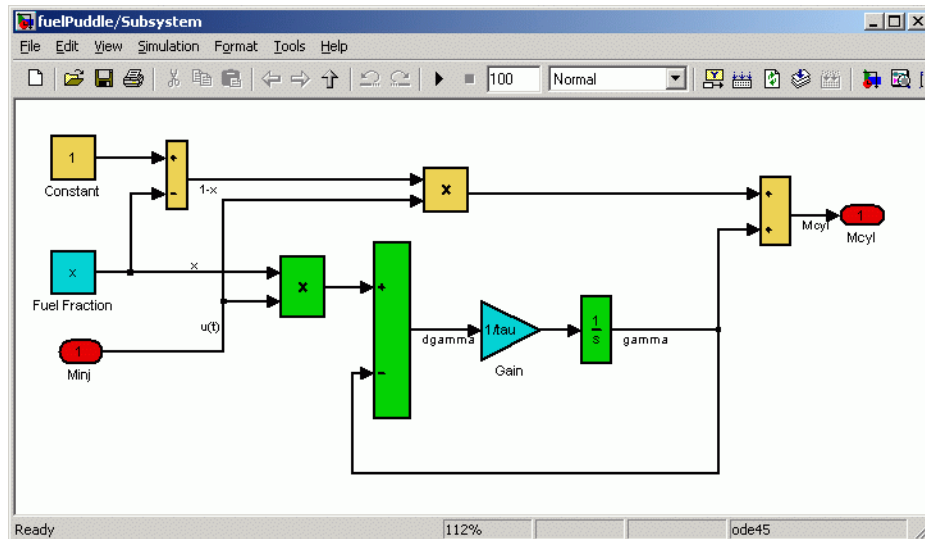 fuelPuddle/Subsystem
File Edit View Simulation Format Tools Help
100 Normal
1
Constant
+
-
1-x
x
+
+
Mcyl
1
Mcyl
x
Fuel Fraction
x
x
u(t)
1
Minj
+
-
dgamma
1/tau
Gain
1
s
gamma
Ready 112% ode45